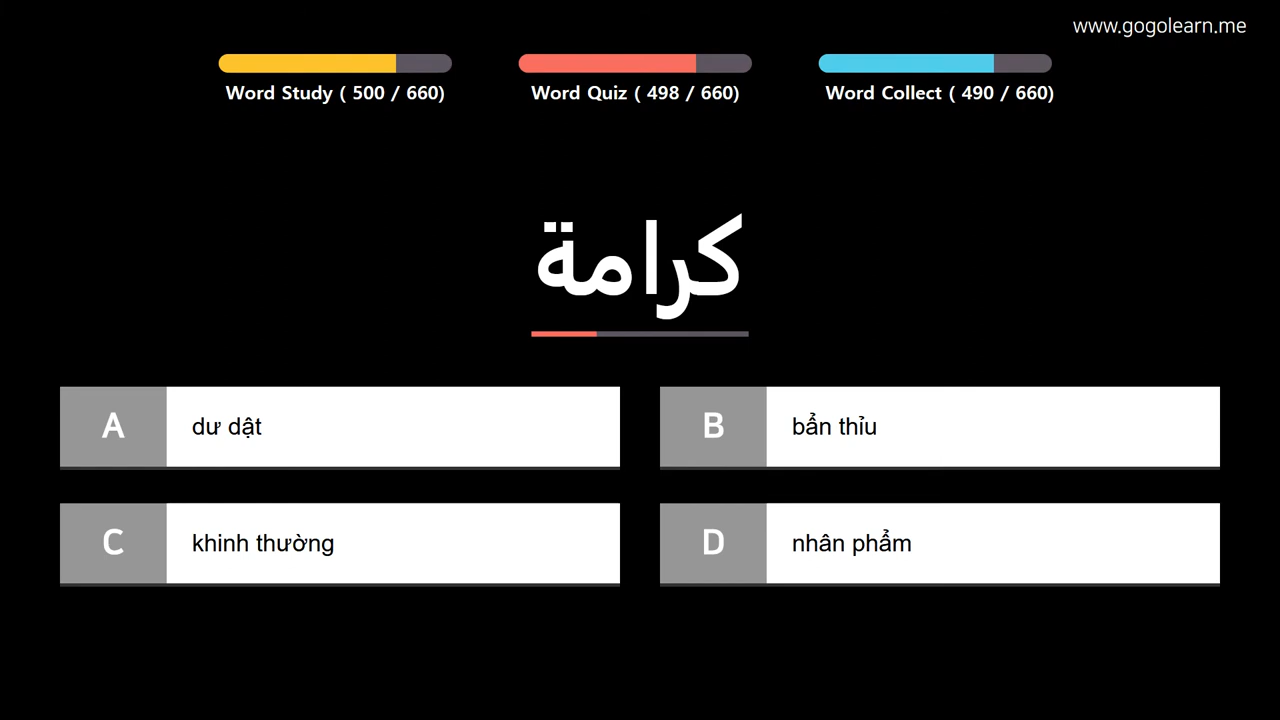 www.gogolearn.me
Word Study ( 500 / 660)
Word Quiz ( 498 / 660)
Word Collect ( 490 / 660)
كرامة
A
dư dật
B
bẩn thỉu
C
khinh thường
D
nhân phẩm